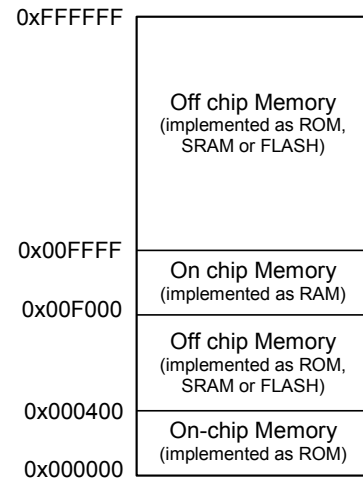 0xFFFFFF
Off chip Memory
(implemented as ROM,
SRAM or FLASH)
0x00FFFF
On chip Memory
(implemented as RAM)
0x00F000
Off chip Memory
(implemented as ROM,
SRAM or FLASH)
0x000400
On-chip Memory
(implemented as ROM)
0x000000